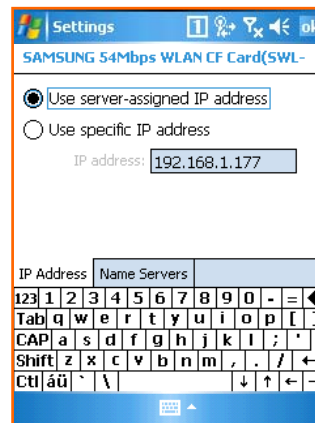 Settings 1 ok
SAMSUNG 54Mbps WLAN CF Card(SWL-
Use server-assigned IP address
Use specific IP address
IP address: 192.168.1.177
IP Address Name Servers
123 1 2 3 4 5 6 7 8 9 0 - =
Tab q w e r t y u i o p [ ]
CAP a s d f g h j k l ; '
Shift z x c v b n m , . / ←
Ctl áü ` \ ↓ ↑ ← -